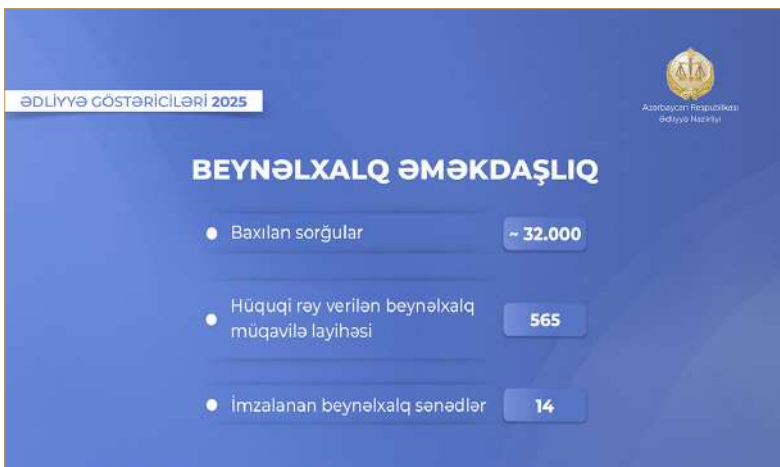 ƏDLİYYƏ GÖSTƏRİCİLƏRİ 2025
Azərbaycan Respublikası
Ədliyyə Nazirliyi
BEYNƏLXALQ ƏMƏKDAŞLIQ
Baxılan sorğular
~ 32.000
Hüquqi rəy verilən beynəlxalq
müqavilə layihəsi
565
İmzalanan beynəlxalq sənədlər
14